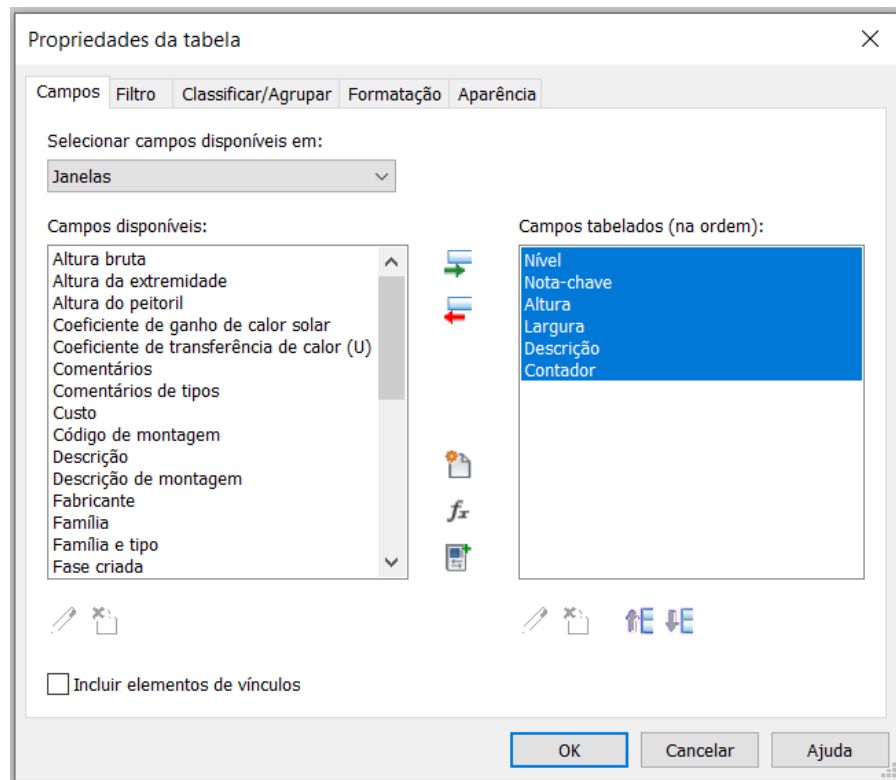 Propriedades da tabela
Campos Filtro Classificar/Agrupar Formatação Aparência
Selecionar campos disponíveis em:
Janelas
Campos disponíveis:
Altura bruta
Altura da extremidade
Altura do peitoril
Coeficiente de ganho de calor solar
Coeficiente de transferência de calor (U)
Comentários
Comentários de tipos
Custo
Código de montagem
Descrição
Descrição de montagem
Fabricante
Família
Família e tipo
Fase criada
fx
Campos tabelados (na ordem):
Nível
Nota-chave
Altura
Largura
Descrição
Contador
Incluir elementos de vínculos
OK Cancelar Ajuda